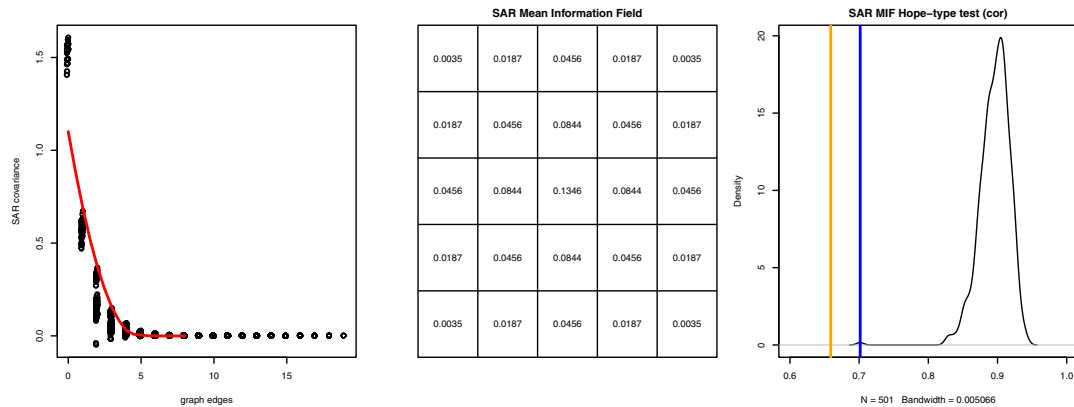 SAR covariance
0.0
0.5
1.0
1.5
0 5 10 15
graph edges
SAR Mean Information Field
0.0035 0.0187 0.0456 0.0187 0.0035
0.0187 0.0456 0.0844 0.0456 0.0187
0.0456 0.0844 0.1346 0.0844 0.0456
0.0187 0.0456 0.0844 0.0456 0.0187
0.0035 0.0187 0.0456 0.0187 0.0035
SAR MIF Hope-type test (cor)
Density
0
5
10
15
20
0.6 0.7 0.8 0.9 1.0
N = 501 Bandwidth = 0.005066